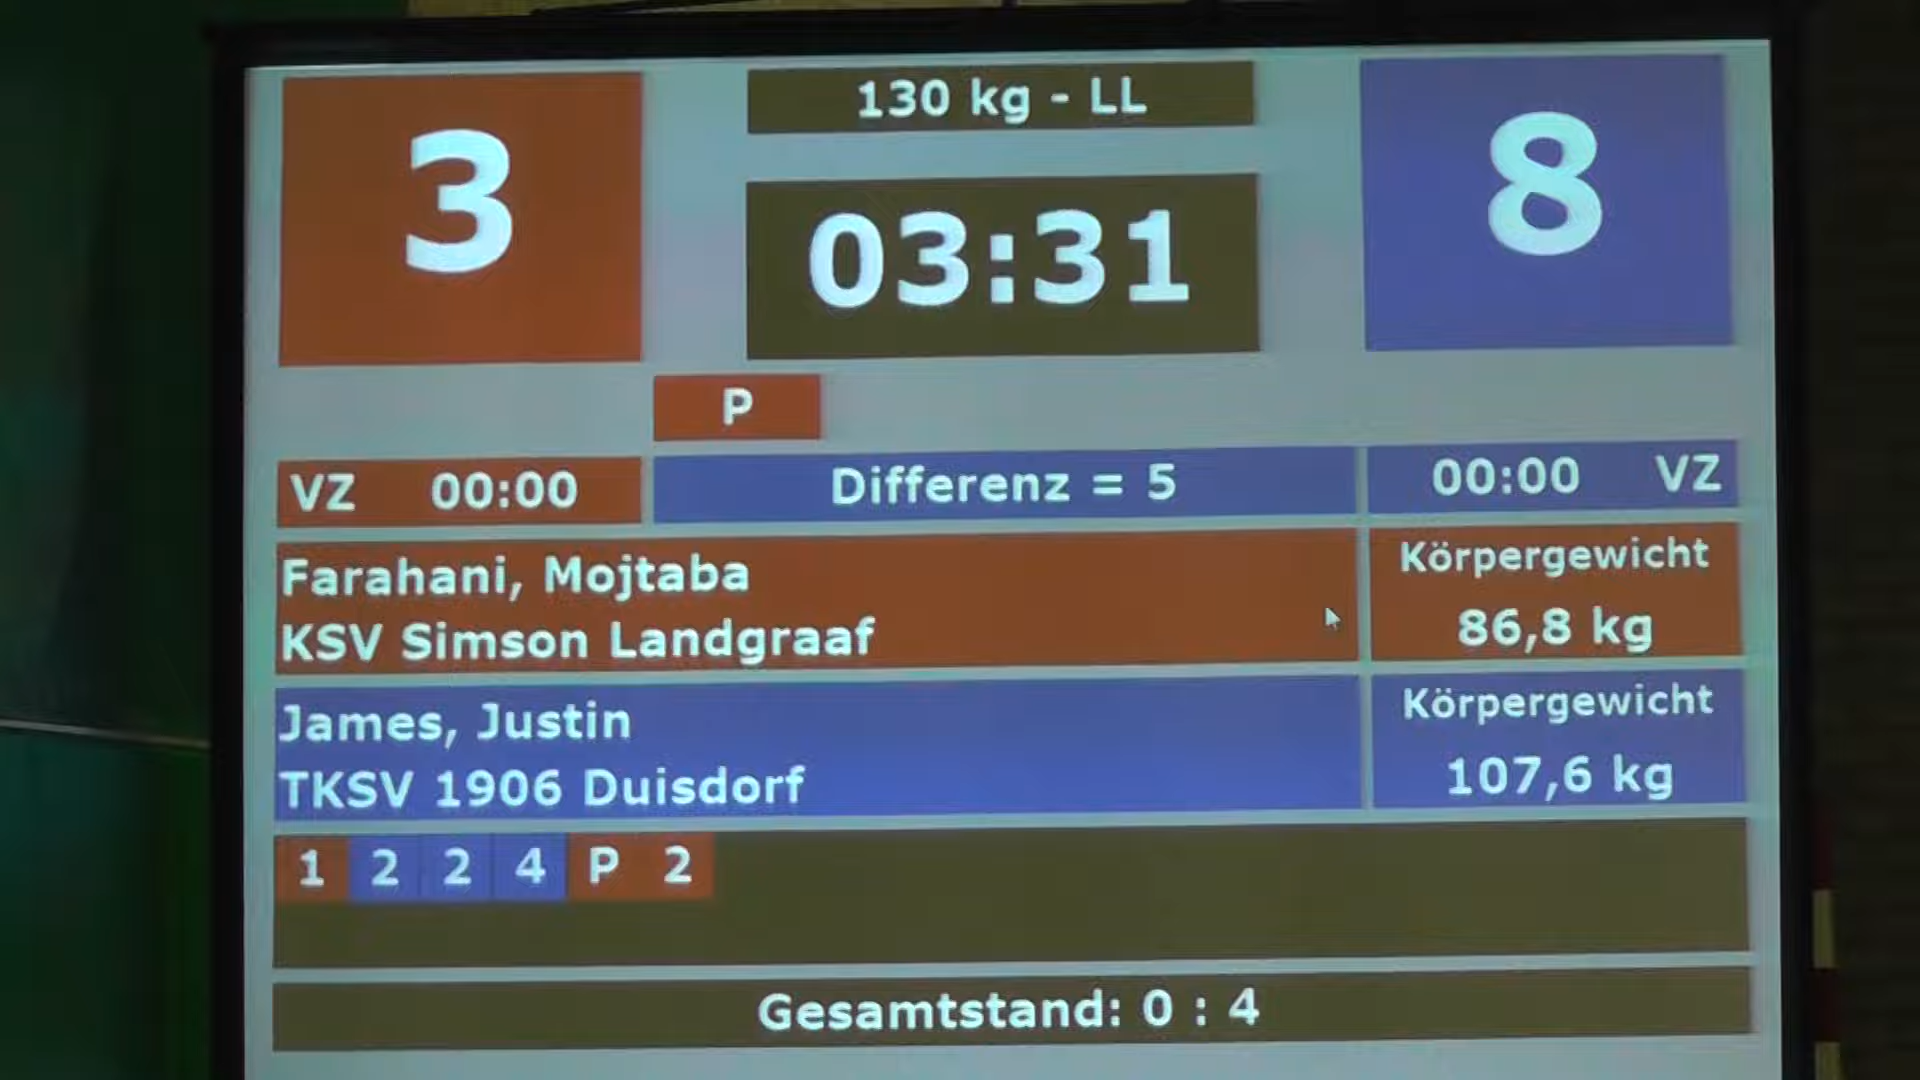 3
130 kg - LL
8
03:31
P
VZ 00:00
Differenz = 5
00:00 VZ
Farahani, Mojtaba
KSV Simson Landgraaf
Körpergewicht
86,8 kg
James, Justin
TKSV 1906 Duisdorf
Körpergewicht
107,6 kg
1 2 2 4 P 2
Gesamtstand: 0 : 4